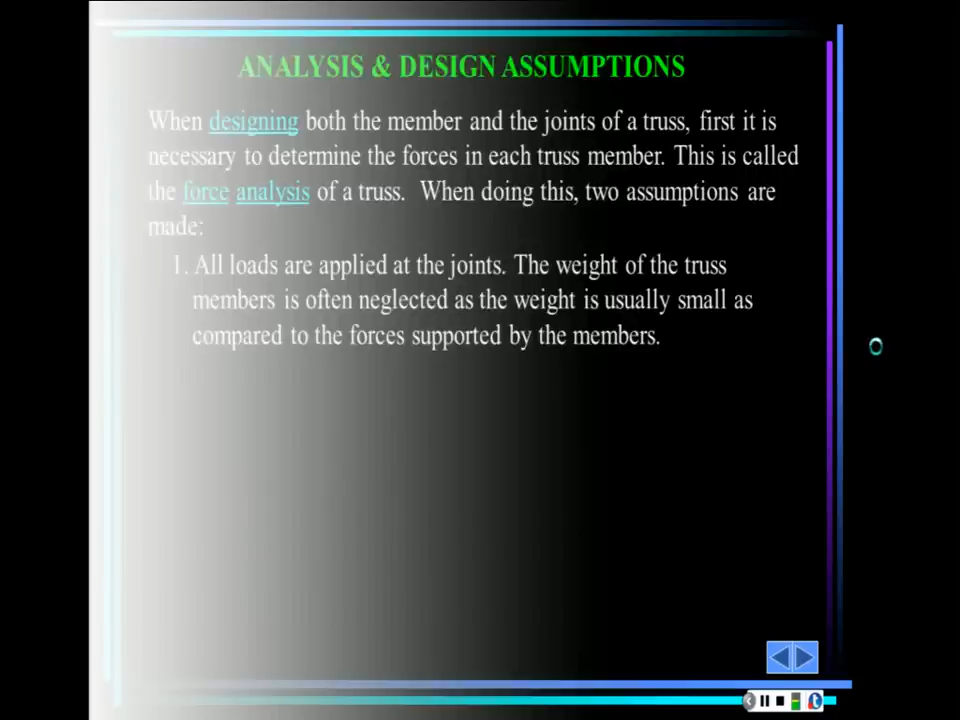 ANALYSIS & DESIGN ASSUMPTIONS
When designing both the member and the joints of a truss, first it is
necessary to determine the forces in each truss member. This is called
the force analysis of a truss. When doing this, two assumptions are
made:
1. All loads are applied at the joints. The weight of the truss
members is often neglected as the weight is usually small as
compared to the forces supported by the members.